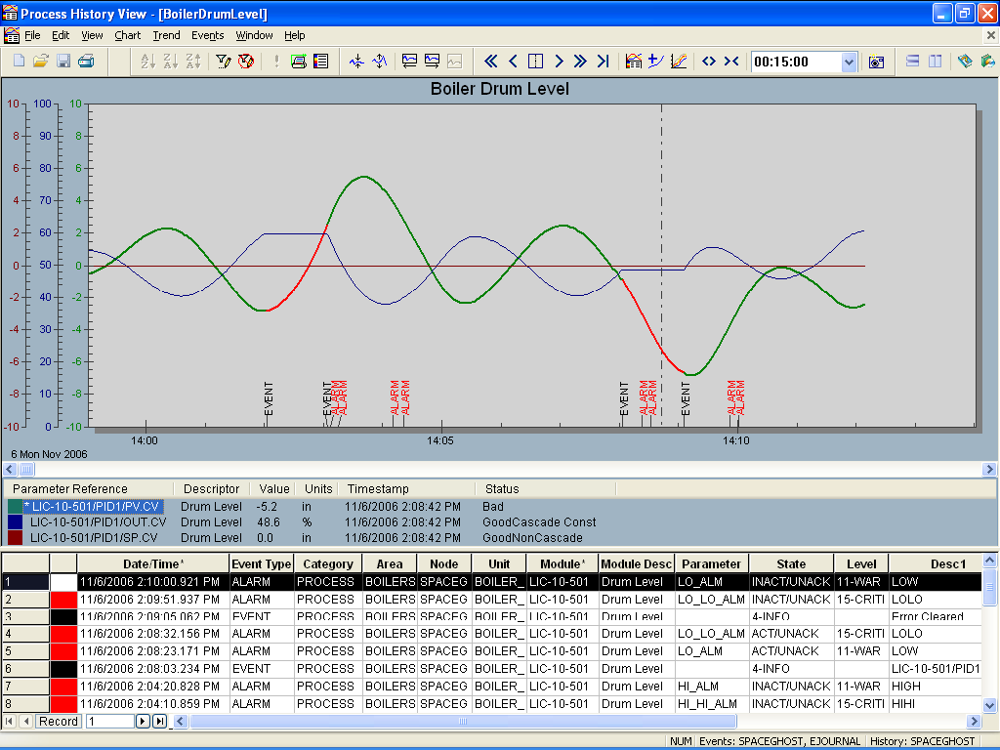 Process History View - [BoilerDrumLevel]
File Edit View Chart Trend Events Window Help
00:15:00
Boiler Drum Level
10 100 10
8 90 8
6 80 6
4 70 4
2 60 2
0 50 0
-2 40 -2
-4 30 -4
-6 20 -6
-8 10 -8
-10 0 -10
EVENT EVENT ALARM ALARM ALARM ALARM EVENT ALARM ALARM EVENT ALARM ALARM
14:00 14:05 14:10
6 Mon Nov 2006
Parameter Reference Descriptor Value Units Timestamp Status
* LIC-10-501/PID1/PV.CV Drum Level -5.2 in 11/6/2006 2:08:42 PM Bad
LIC-10-501/PID1/OUT.CV Drum Level 48.6 % 11/6/2006 2:08:42 PM GoodCascade Const
LIC-10-501/PID1/SP.CV Drum Level 0.0 in 11/6/2006 2:08:42 PM GoodNonCascade
Date/Time* Event Type Category Area Node Unit Module* Module Desc Parameter State Level Desc1
1 11/6/2006 2:10:00.921 PM ALARM PROCESS BOILERS SPACEG BOILER_ LIC-10-501 Drum Level LO_ALM INACT/UNACK 11-WAR LOW
2 11/6/2006 2:09:51.937 PM ALARM PROCESS BOILERS SPACEG BOILER_ LIC-10-501 Drum Level LO_LO_ALM INACT/UNACK 15-CRITI LOLO
3 11/6/2006 2:09:05.062 PM EVENT PROCESS BOILERS SPACEG BOILER_ LIC-10-501 Drum Level 4-INFO Error Cleared
4 11/6/2006 2:08:32.156 PM ALARM PROCESS BOILERS SPACEG BOILER_ LIC-10-501 Drum Level LO_LO_ALM ACT/UNACK 15-CRITI LOLO
5 11/6/2006 2:08:23.171 PM ALARM PROCESS BOILERS SPACEG BOILER_ LIC-10-501 Drum Level LO_ALM ACT/UNACK 11-WAR LOW
6 11/6/2006 2:08:03.234 PM EVENT PROCESS BOILERS SPACEG BOILER_ LIC-10-501 Drum Level 4-INFO LIC-10-501/PID1
7 11/6/2006 2:04:20.828 PM ALARM PROCESS BOILERS SPACEG BOILER_ LIC-10-501 Drum Level HI_ALM INACT/UNACK 11-WAR HIGH
8 11/6/2006 2:04:10.859 PM ALARM PROCESS BOILERS SPACEG BOILER_ LIC-10-501 Drum Level HI_HI_ALM INACT/UNACK 15-CRITI HIHI
Record 1
NUM Events: SPACEGHOST, EJOURNAL History: SPACEGHOST